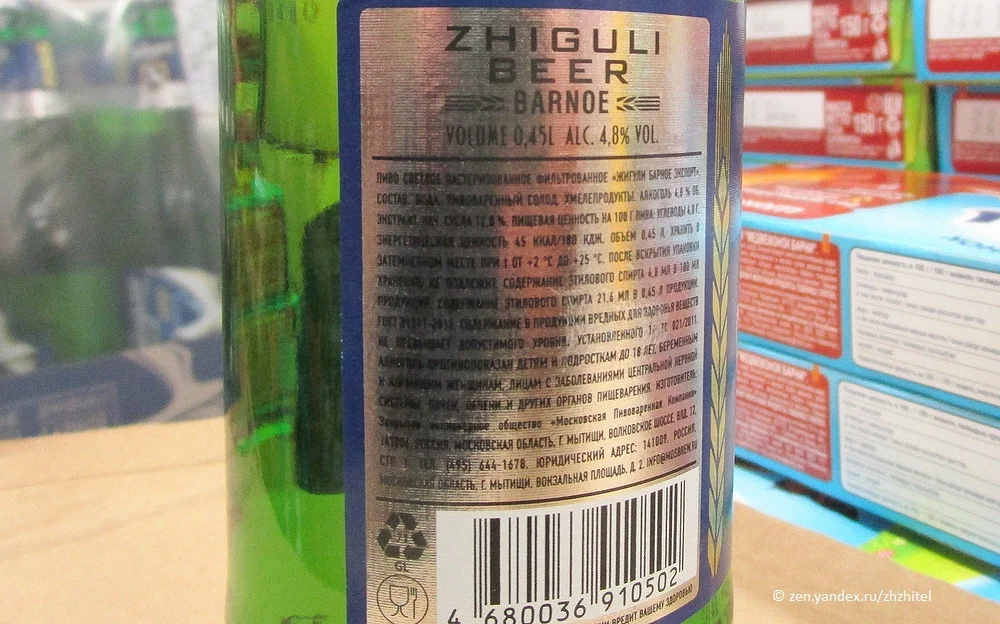 ZHIGULI
BEER
BARNOE
VOLUME 0,45L ALC. 4,8% VOL.
ПИВО СВЕТЛОЕ ПАСТЕРИЗОВАННОЕ ФИЛЬТРОВАННОЕ «ЖИГУЛИ БАРНОЕ ЭКСПОРТ».
СОСТАВ: ВОДА, ПИВОВАРЕННЫЙ СОЛОД, ХМЕЛЕПРОДУКТЫ. АЛКОГОЛЬ 4,8 % ОБ.
ЭКСТРАКТ. НАЧ. СУСЛА 12,0 %. ПИЩЕВАЯ ЦЕННОСТЬ НА 100 Г ПИВА: УГЛЕВОДЫ Г.
ЭНЕРГЕТИЧЕСКАЯ ЦЕННОСТЬ 45 ККАЛ/180 КДЖ. ОБЪЕМ 0,45 Л. ХРАНИТЬ В
ЗАТЕМНЕННОМ МЕСТЕ ПРИ t ОТ +2 °C ДО +25 °C. ПОСЛЕ ВСКРЫТИЯ УПАКОВКИ
ХРАНЕНИЮ НЕ ПОДЛЕЖИТ. СОДЕРЖАНИЕ ЭТИЛОВОГО СПИРТА 4,8 МЛ В 100 МЛ
ПРОДУКЦИИ. СОДЕРЖАНИЕ ЭТИЛОВОГО СПИРТА 21,6 МЛ В 0,45 Л ПРОДУКЦИИ.
ГОСТ 31711-2012. СОДЕРЖАНИЕ В ПРОДУКЦИИ ВРЕДНЫХ ДЛЯ ЗДОРОВЬЯ ВЕЩЕСТВ
НЕ ПРЕВЫШАЕТ ДОПУСТИМОГО УРОВНЯ, УСТАНОВЛЕННОГО ТР ТС 021/2011.
АЛКОГОЛЬ ПРОТИВОПОКАЗАН ДЕТЯМ И ПОДРОСТКАМ ДО 18 ЛЕТ, БЕРЕМЕННЫМ
И КОРМЯЩИМ ЖЕНЩИНАМ, ЛИЦАМ С ЗАБОЛЕВАНИЯМИ ЦЕНТРАЛЬНОЙ НЕРВНОЙ
СИСТЕМЫ, ПОЧЕК, ПЕЧЕНИ И ДРУГИХ ОРГАНОВ ПИЩЕВАРЕНИЯ. ИЗГОТОВИТЕЛЬ:
Закрытое акционерное общество «Московская Пивоваренная Компания»
РОССИЯ, МОСКОВСКАЯ ОБЛАСТЬ, Г. МЫТИЩИ, ВОЛКОВСКОЕ ШОССЕ, ВЛД. 12,
СТР. 1. ТЕЛ. (495) 644-1678. ЮРИДИЧЕСКИЙ АДРЕС: 141009, РОССИЯ,
МОСКОВСКАЯ ОБЛАСТЬ, Г. МЫТИЩИ, ВОКЗАЛЬНАЯ ПЛОЩАДЬ, Д. 2. INFO@MOSBREW.RU
GL
4 680036 910502
ВРЕДИТ ВАШЕМУ ЗДОРОВЬЮ
150 г
150 г
"МЕДВЕЖОНОК БАРНИ"
БАРНИ"
© zen.yandex.ru/zhzhitel